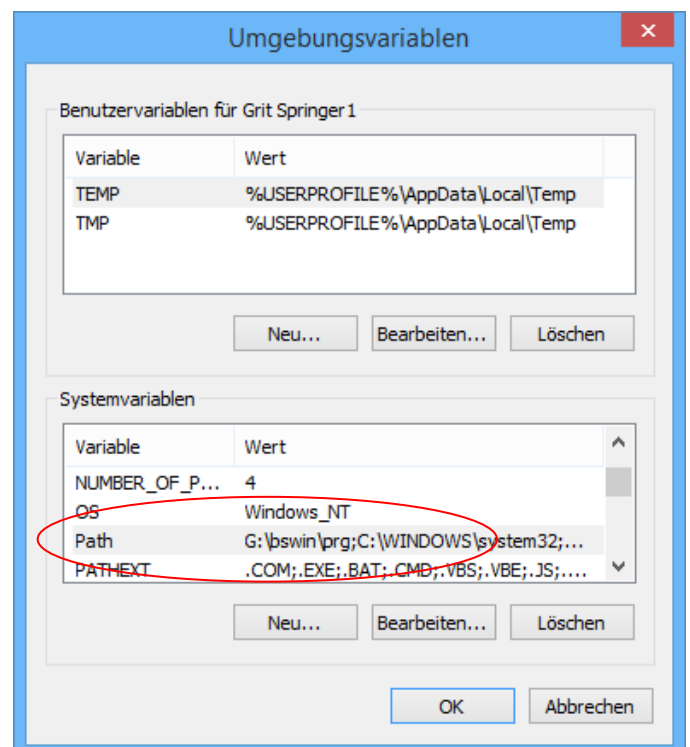 Umgebungsvariablen
Benutzervariablen für Grit Springer1
Variable Wert
TEMP %USERPROFILE%\AppData\Local\Temp
TMP %USERPROFILE%\AppData\Local\Temp
Neu... Bearbeiten... Löschen
Systemvariablen
Variable Wert
NUMBER_OF_P... 4
OS Windows_NT
Path G:\bswin\prg;C:\WINDOWS\system32;...
PATHEXT .COM;.EXE;.BAT;.CMD;.VBS;.VBE;.JS;....
Neu... Bearbeiten... Löschen
OK Abbrechen